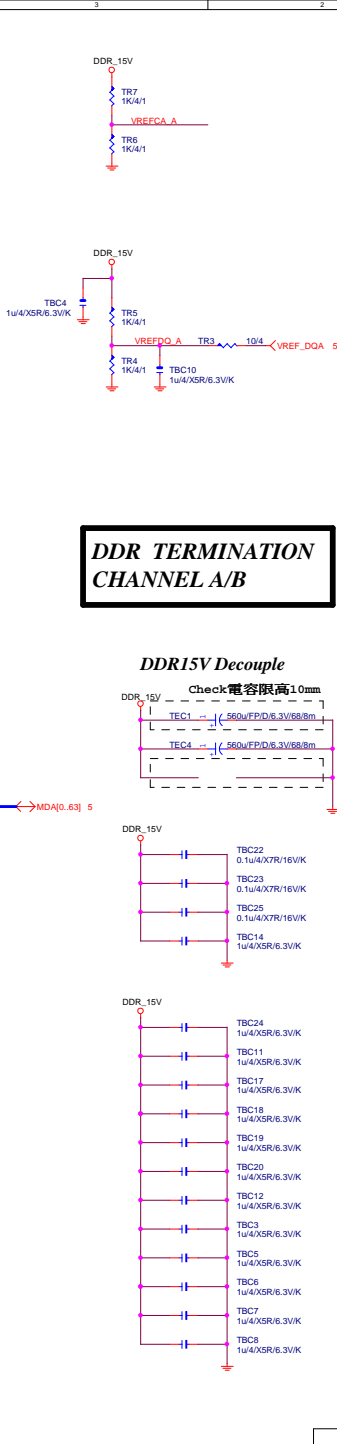 3 2
DDR_15V
TR7
1K/4/1
VREFCA_A
TR6
1K/4/1
DDR_15V
TBC4
1u/4/X5R/6.3V/K
TR5
1K/4/1
VREFDQ_A TR3 10/4 VREF_DQA 5
TR4
1K/4/1
TBC10
1u/4/X5R/6.3V/K
DDR TERMINATION
CHANNEL A/B
DDR15V Decouple
Check電容限高10mm
DDR_15V
TEC1 1 560u/FP/D/6.3V/68/8m
+
TEC4 1 560u/FP/D/6.3V/68/8m
+
MDA[0..63] 5
DDR_15V
TBC22
0.1u/4/X7R/16V/K
TBC23
0.1u/4/X7R/16V/K
TBC25
0.1u/4/X7R/16V/K
TBC14
1u/4/X5R/6.3V/K
DDR_15V
TBC24
1u/4/X5R/6.3V/K
TBC11
1u/4/X5R/6.3V/K
TBC17
1u/4/X5R/6.3V/K
TBC18
1u/4/X5R/6.3V/K
TBC19
1u/4/X5R/6.3V/K
TBC20
1u/4/X5R/6.3V/K
TBC12
1u/4/X5R/6.3V/K
TBC3
1u/4/X5R/6.3V/K
TBC5
1u/4/X5R/6.3V/K
TBC6
1u/4/X5R/6.3V/K
TBC7
1u/4/X5R/6.3V/K
TBC8
1u/4/X5R/6.3V/K